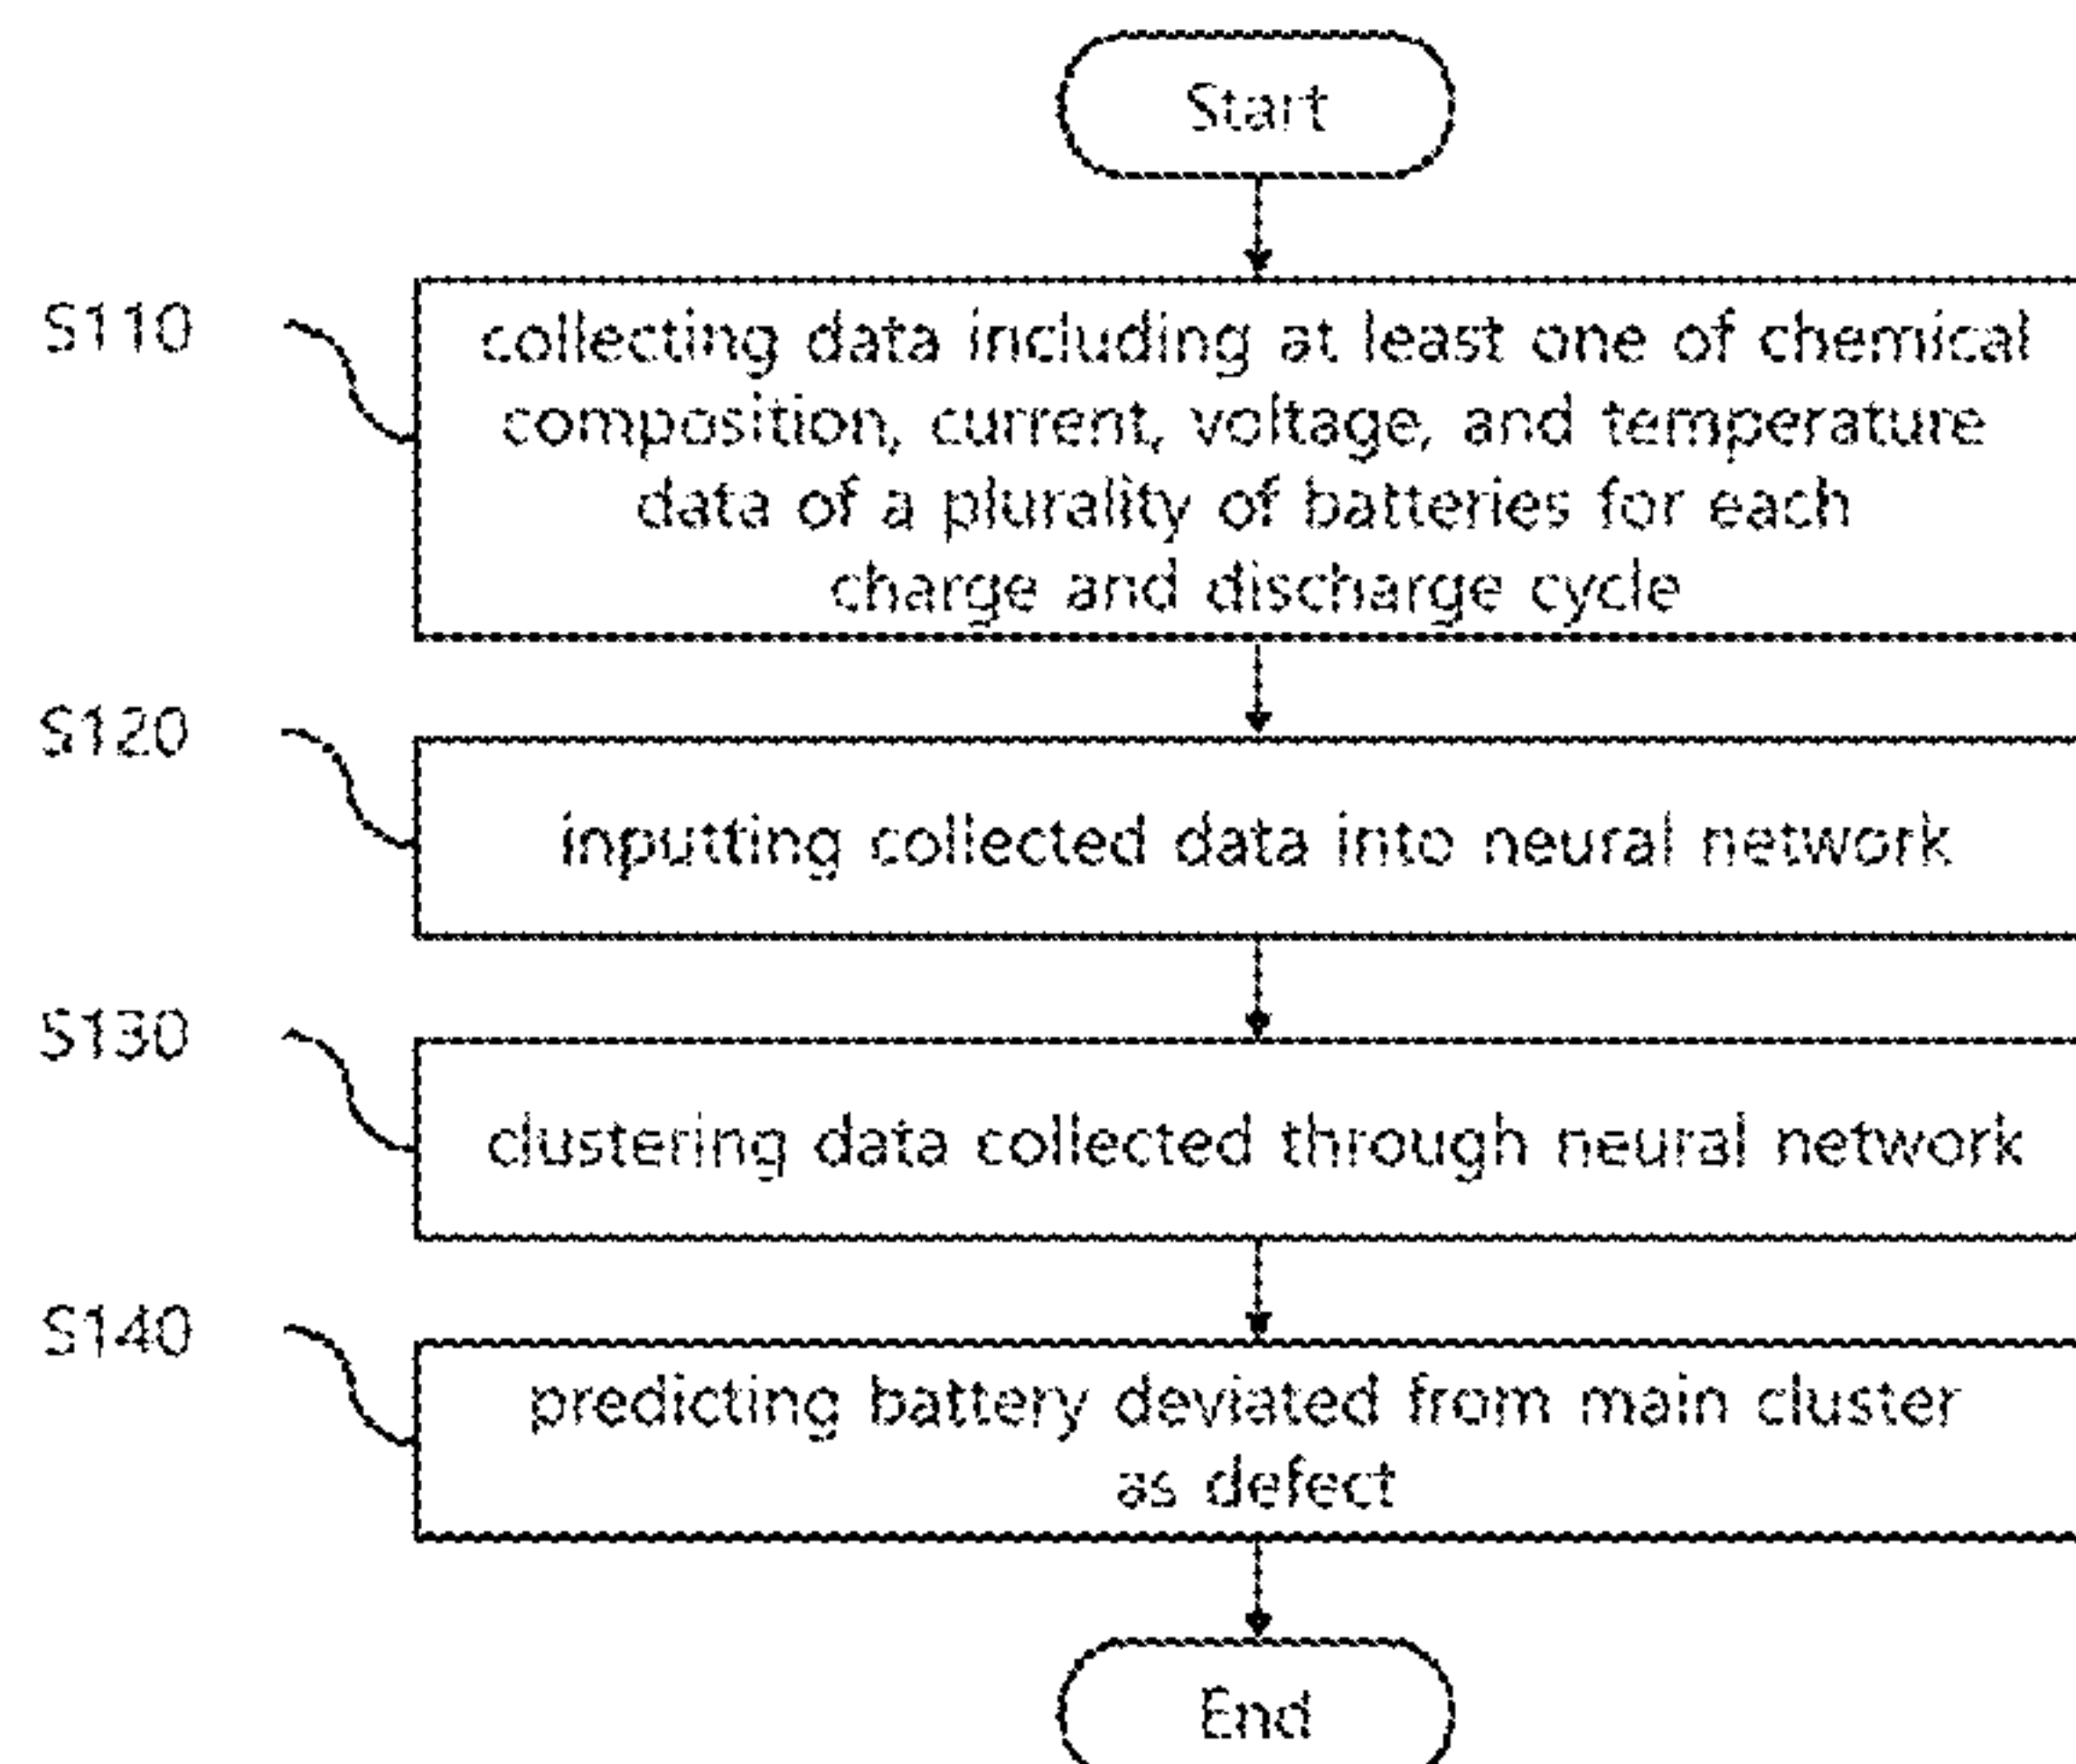 Start
S110
collecting data including at least one of chemical
composition, current, voltage, and temperature
data of a plurality of batteries for each
charge and discharge cycle
S120
inputting collected data into neural network
S130
clustering data collected through neural network
S140
predicting battery deviated from main cluster
as defect
End